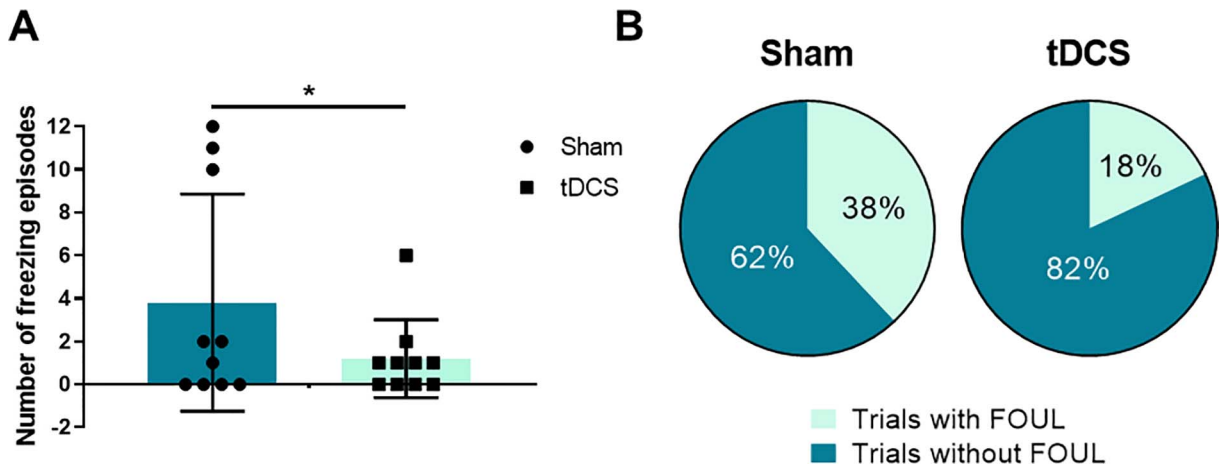 A
Number of freezing episodes
*
12
10
8
6
4
2
0
-2
Sham
tDCS
B
Sham
tDCS
38%
62%
18%
82%
Trials with FOUL
Trials without FOUL